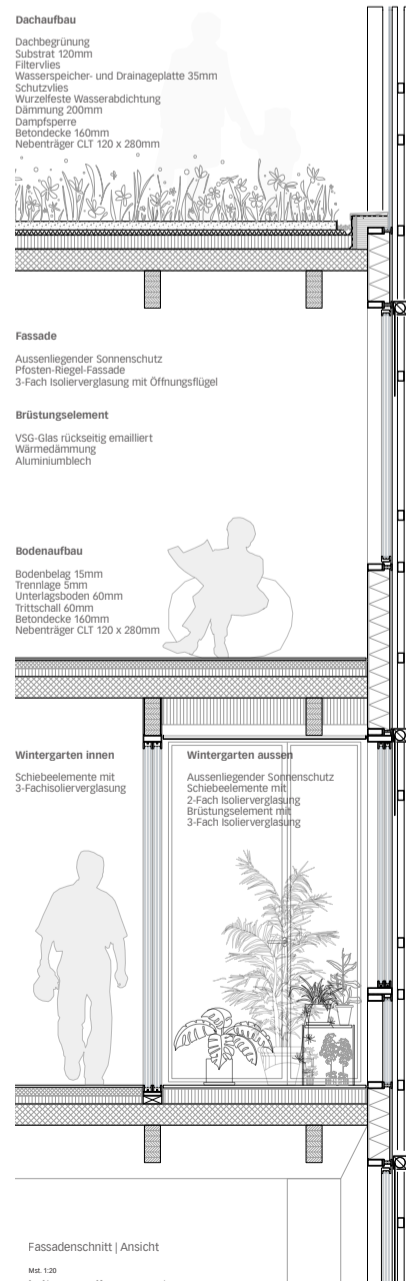 Dachaufbau
Dachbegrünung
Substrat 120mm
Filtervlies
Wasserspeicher- und Drainageplatte 35mm
Schutzvlies
Wurzelfeste Wasserabdichtung
Dämmung 200mm
Dampfsperre
Betondecke 160mm
Nebenträger CLT 120 x 280mm
Fassade
Aussenliegender Sonnenschutz
Pfosten-Riegel-Fassade
3-Fach Isolierverglasung mit Öffnungsflügel
Brüstungselement
VSG-Glas rückseitig emailliert
Wärmedämmung
Aluminiumblech
Bodenaufbau
Bodenbelag 15mm
Trennlage 5mm
Unterlagsboden 60mm
Trittschall 60mm
Betondecke 160mm
Nebenträger CLT 120 x 280mm
Wintergarten innen
Schiebeelemente mit
3-Fachisolierverglasung
Wintergarten aussen
Aussenliegender Sonnenschutz
Schiebeelemente mit
2-Fach Isolierverglasung
Brüstungselement mit
3-Fach Isolierverglasung
Fassadenschnitt | Ansicht
Mst. 1:20